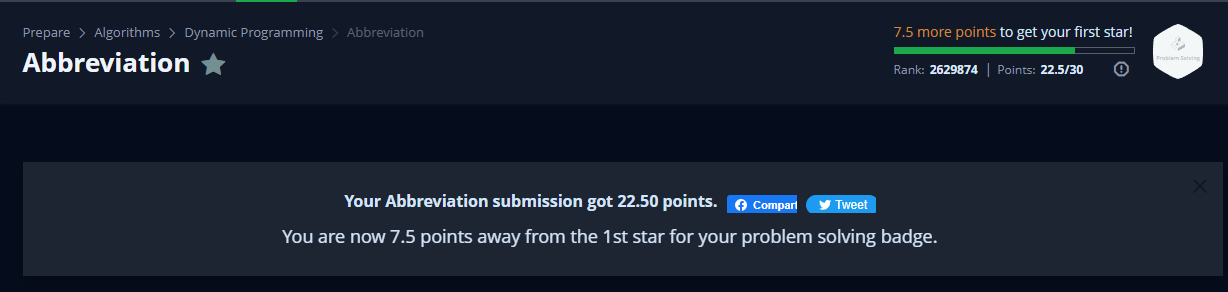 Prepare > Algorithms > Dynamic Programming > Abbreviation
Abbreviation
7.5 more points to get your first star!
Rank: 2629874 | Points: 22.5/30
Problem Solving
Your Abbreviation submission got 22.50 points. Compart Tweet
You are now 7.5 points away from the 1st star for your problem solving badge.